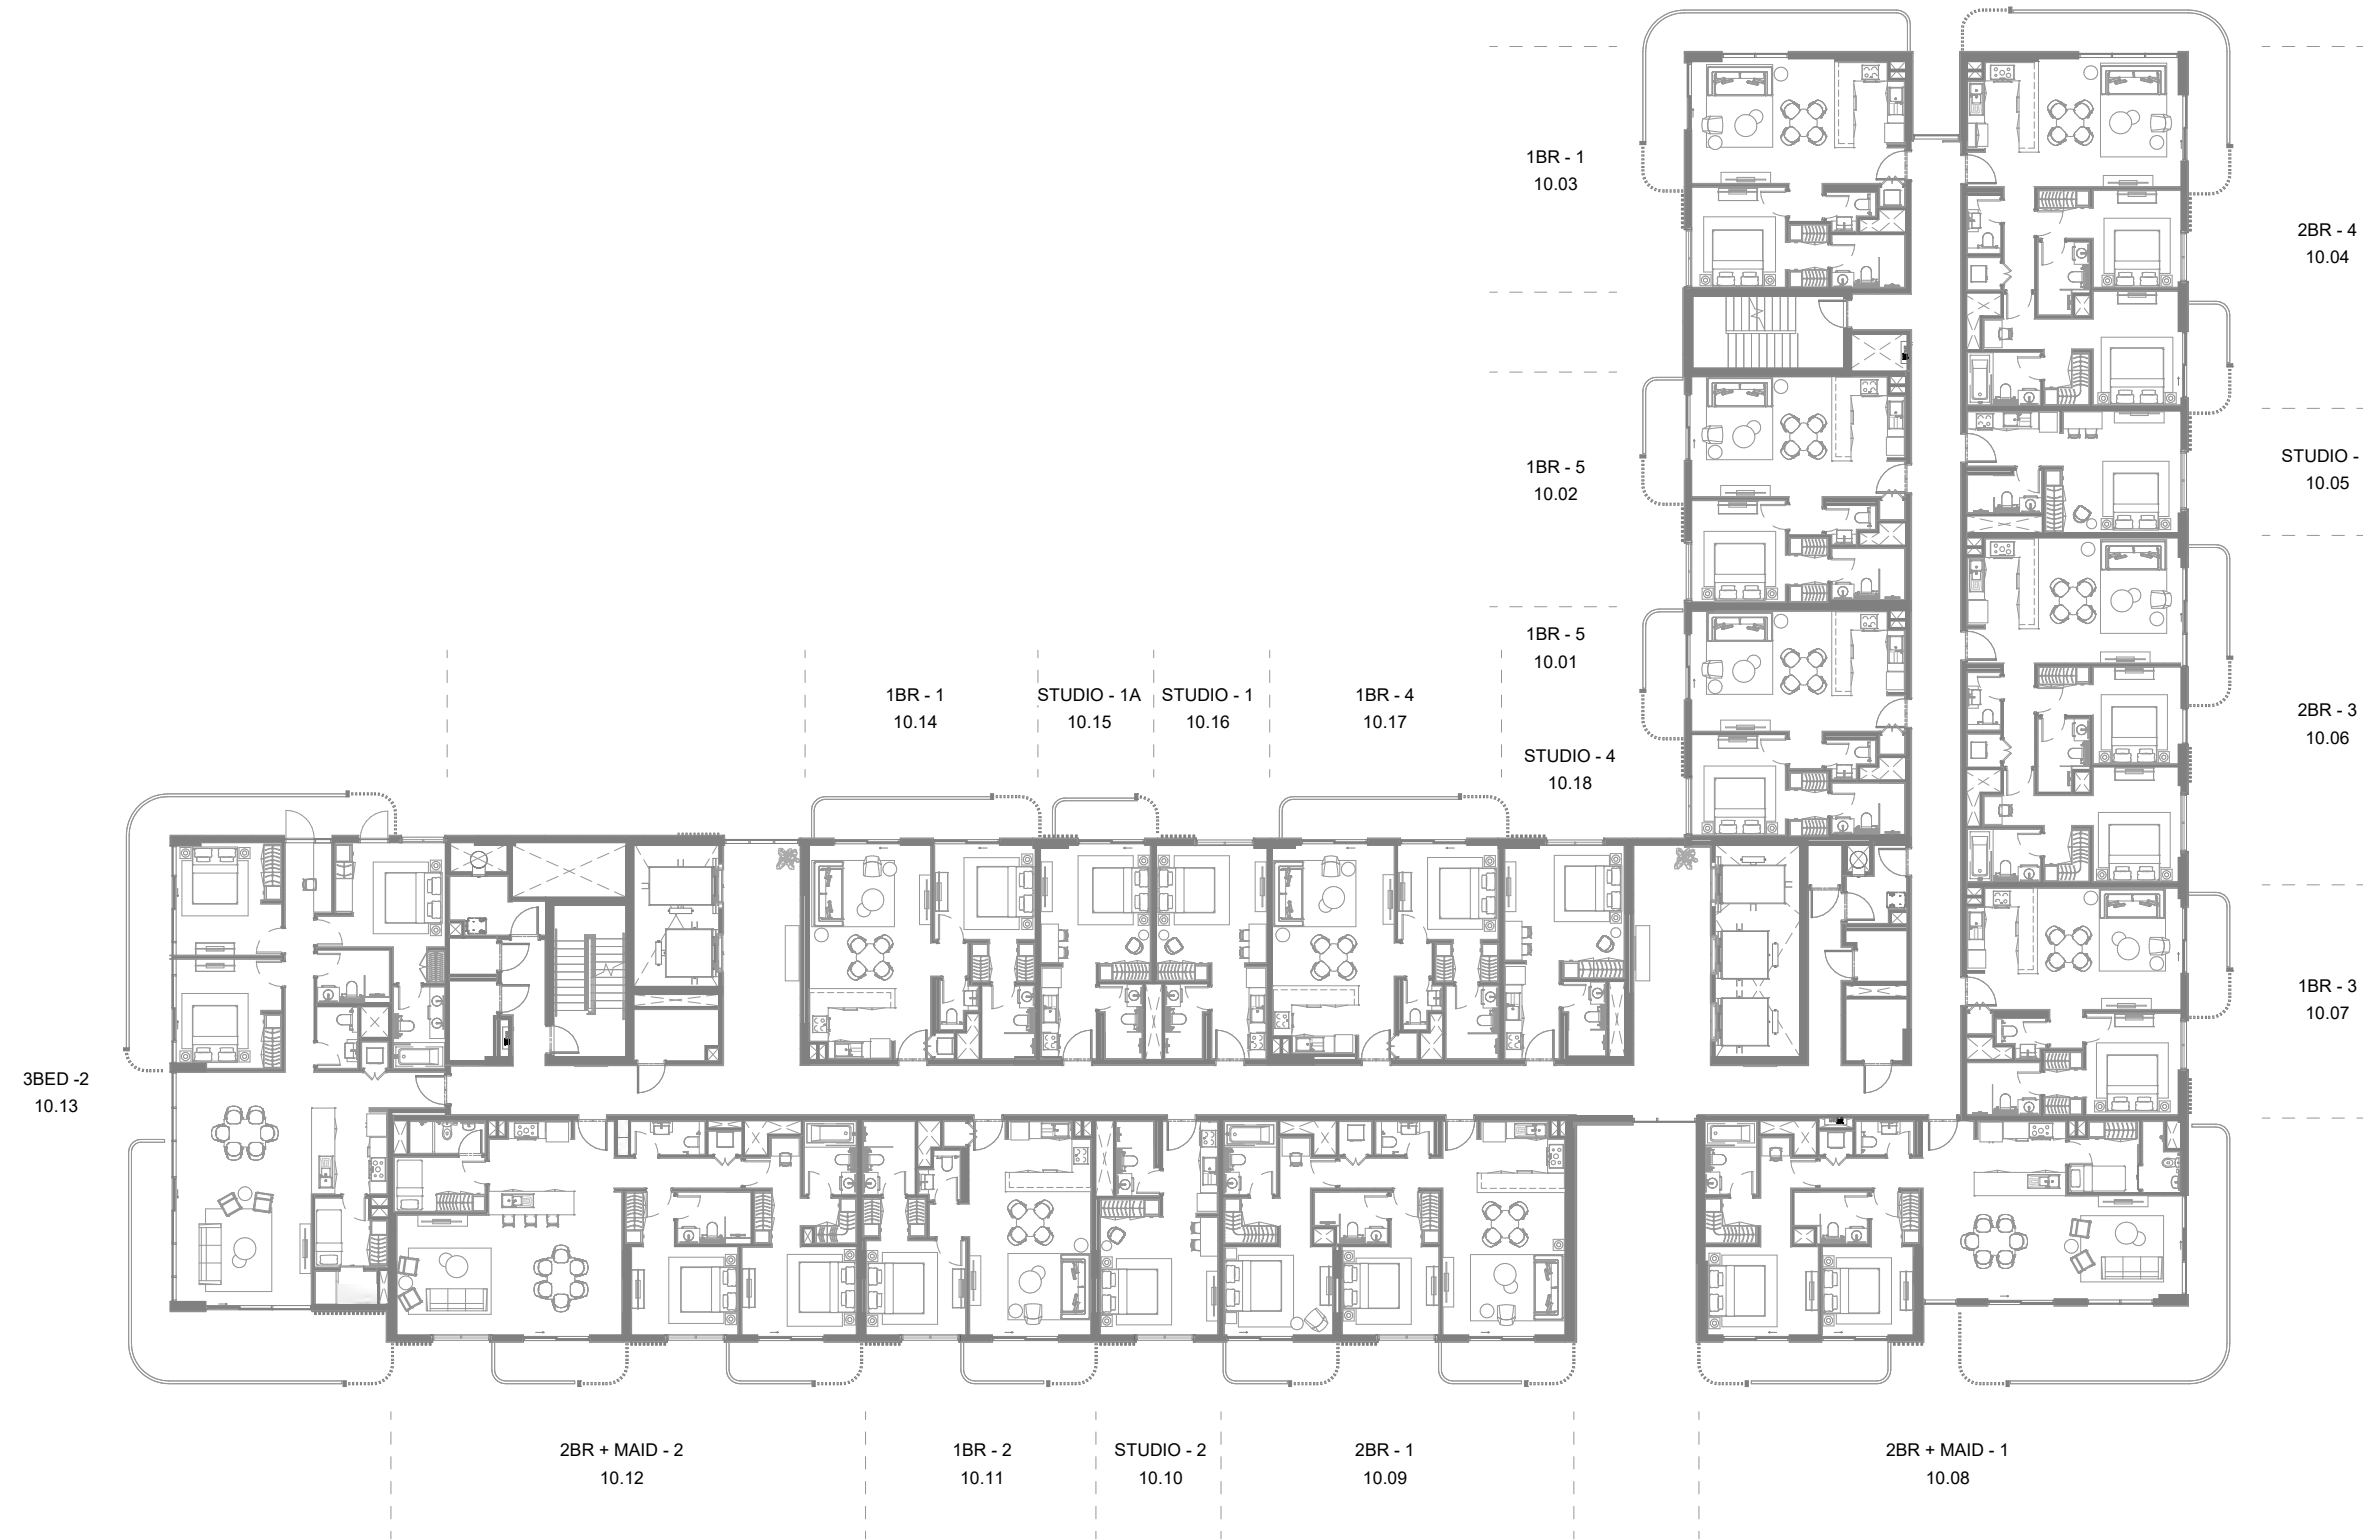 1BR - 1
10.03
2BR - 4
10.04
STUDIO -
10.05
1BR - 5
10.02
1BR - 5
10.01
1BR - 1
10.14
STUDIO - 1A
10.15
STUDIO - 1
10.16
1BR - 4
10.17
STUDIO - 4
10.18
2BR - 3
10.06
1BR - 3
10.07
3BED -2
10.13
2BR + MAID - 2
10.12
1BR - 2
10.11
STUDIO - 2
10.10
2BR - 1
10.09
2BR + MAID - 1
10.08